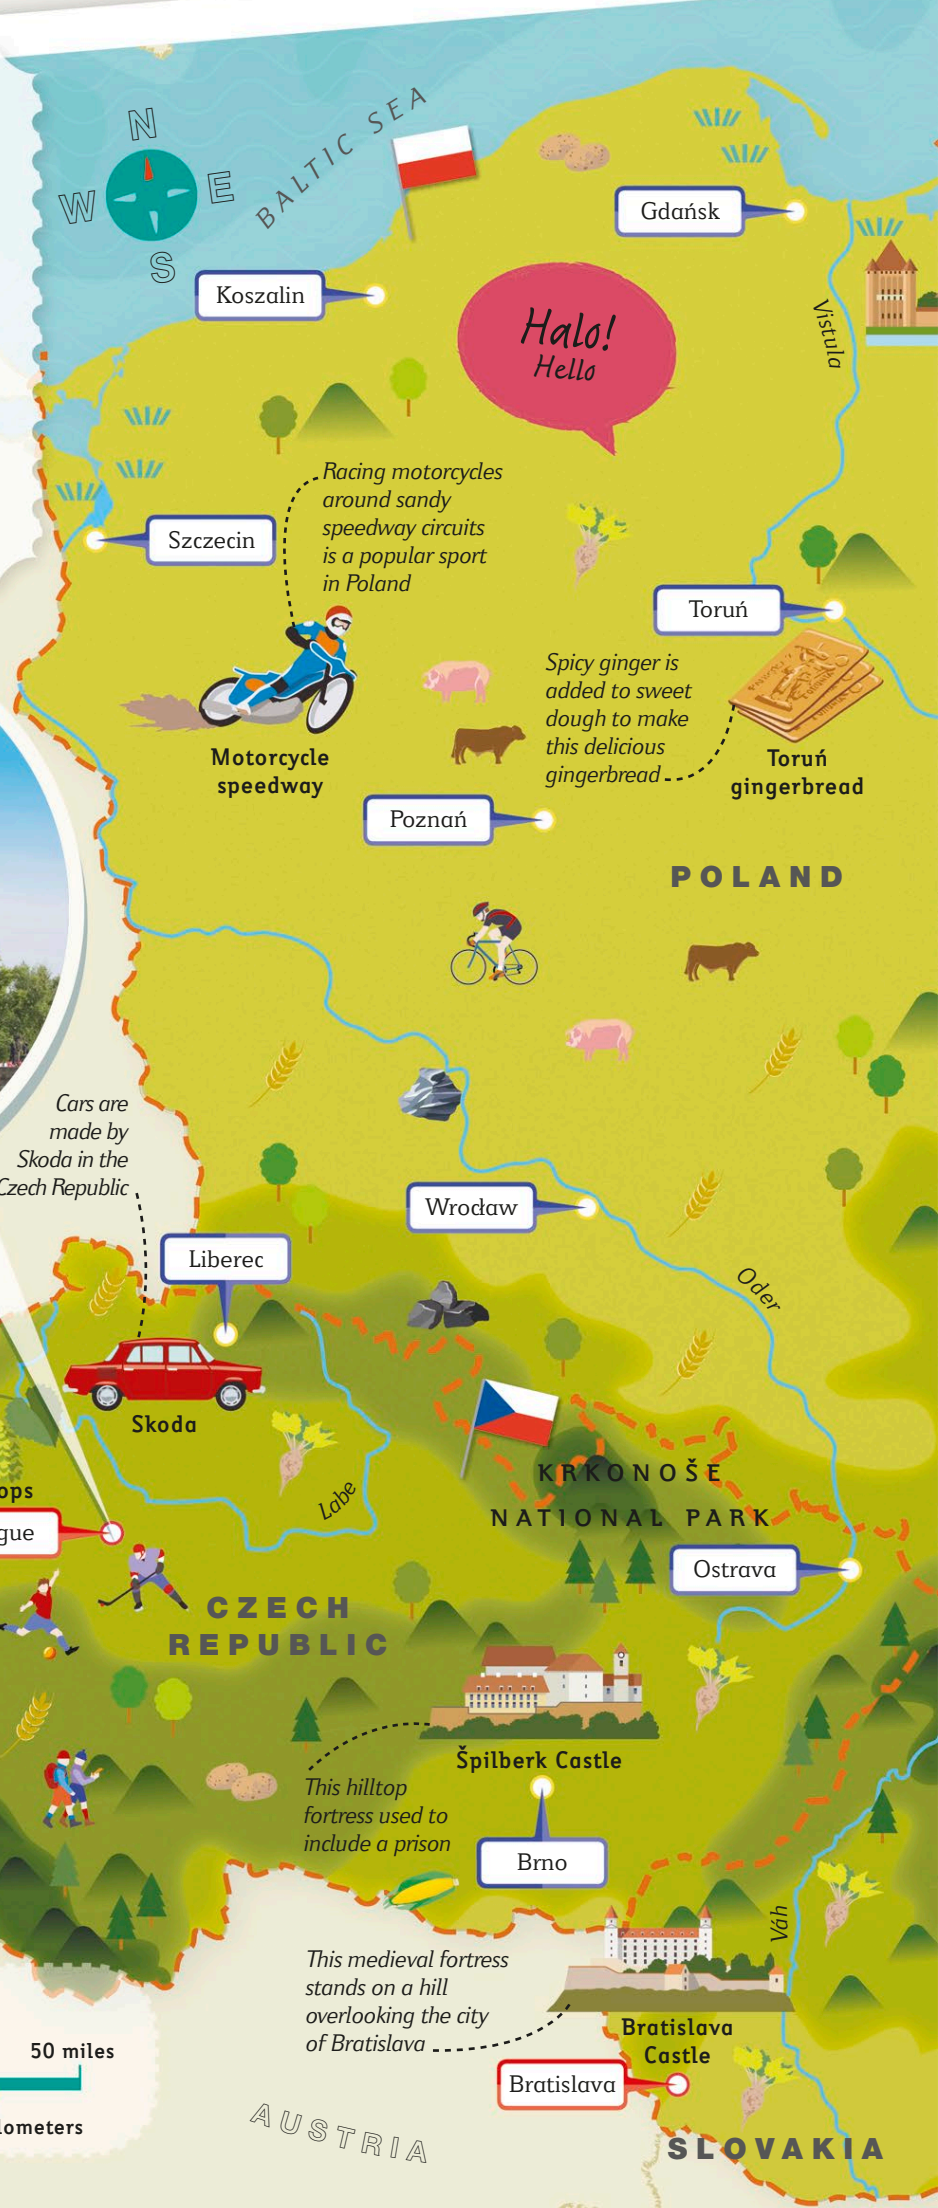 N
W
E
S
BALTIC SEA
Gdańsk
Koszalin
Halo!
Hello
Vistula
Racing motorcycles
around sandy
speedway circuits
is a popular sport
in Poland
Szczecin
Toruń
Spicy ginger is
added to sweet
dough to make
this delicious
gingerbread
Motorcycle
speedway
Toruń
gingerbread
Poznań
POLAND
Cars are
made by
Skoda in the
Czech Republic
Wrocław
Liberec
Oder
Skoda
KRKONOŠE
NATIONAL PARK
Labe
ops
gue
Ostrava
CZECH
REPUBLIC
Špilberk Castle
This hilltop
fortress used to
include a prison
Brno
Váh
This medieval fortress
stands on a hill
overlooking the city
of Bratislava
Bratislava
Castle
50 miles
Bratislava
lometers
AUSTRIA
SLOVAKIA